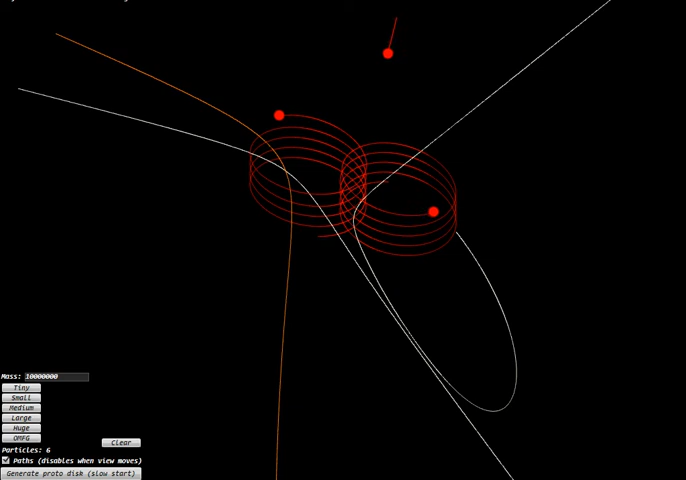 Mass: 10000000
Tiny
Small
Medium
Large
Huge
OMFG
Clear
Particles: 6
Paths (disables when view moves)
Generate proto disk (slow start)